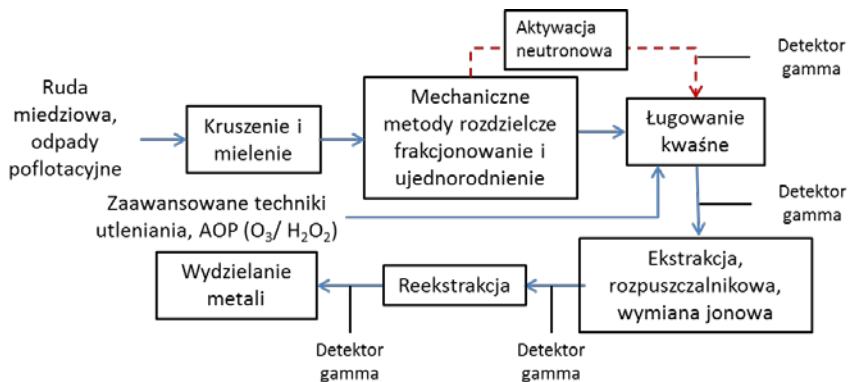 Aktywacja
neutronowa
Detektor
gamma
Ruda
miedziowa,
odpady
poflotacyjne
Kruszenie i
mielenie
Mechaniczne
metody rozdzielcze
frakcjonowanie i
ujednorodnienie
Ługowanie
kwaśne
Zaawansowane techniki
utleniania, AOP (O₃/ H₂O₂)
Detektor
gamma
Wydzielanie
metali
Reekstrakcja
Ekstrakcja,
rozpuszczalnikowa,
wymiana jonowa
Detektor
gamma
Detektor
gamma